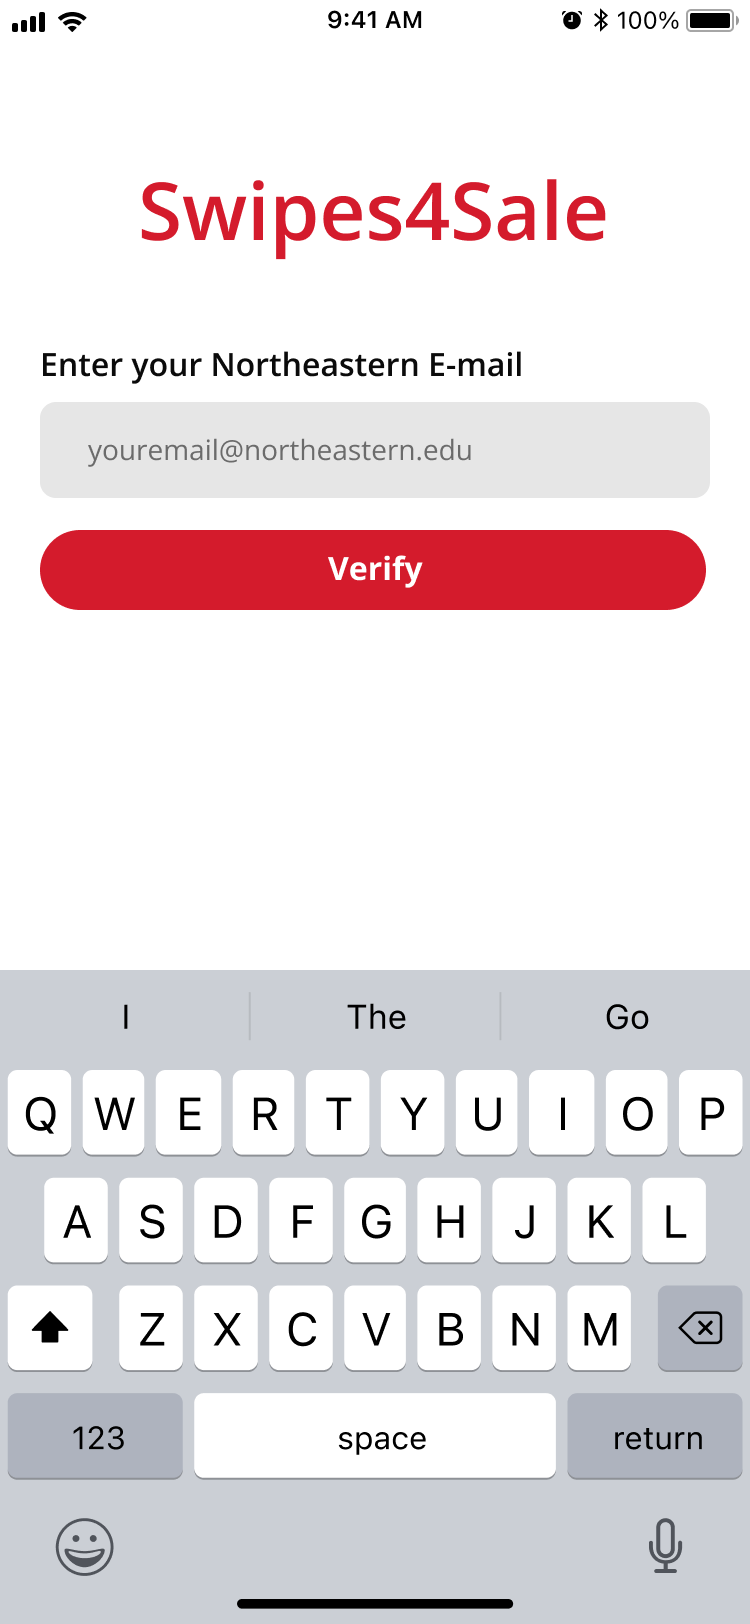 9:41 AM 100%
Swipes4Sale
Enter your Northeastern E-mail
youremail@northeastern.edu
Verify
I The Go
Q W E R T Y U I O P
A S D F G H J K L
Z X C V B N M
123 space return